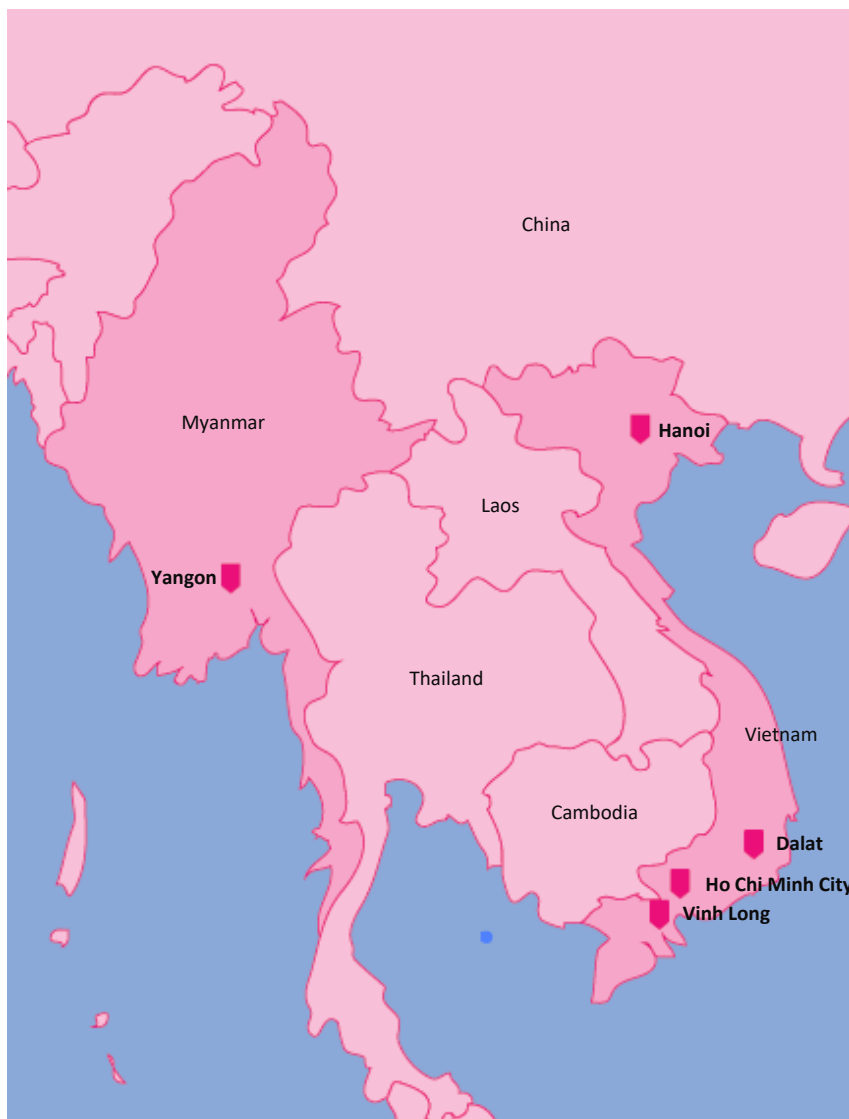 China
Myanmar
Hanoi
Laos
Yangon
Thailand
Vietnam
Cambodia
Dalat
Ho Chi Minh City
Vinh Long